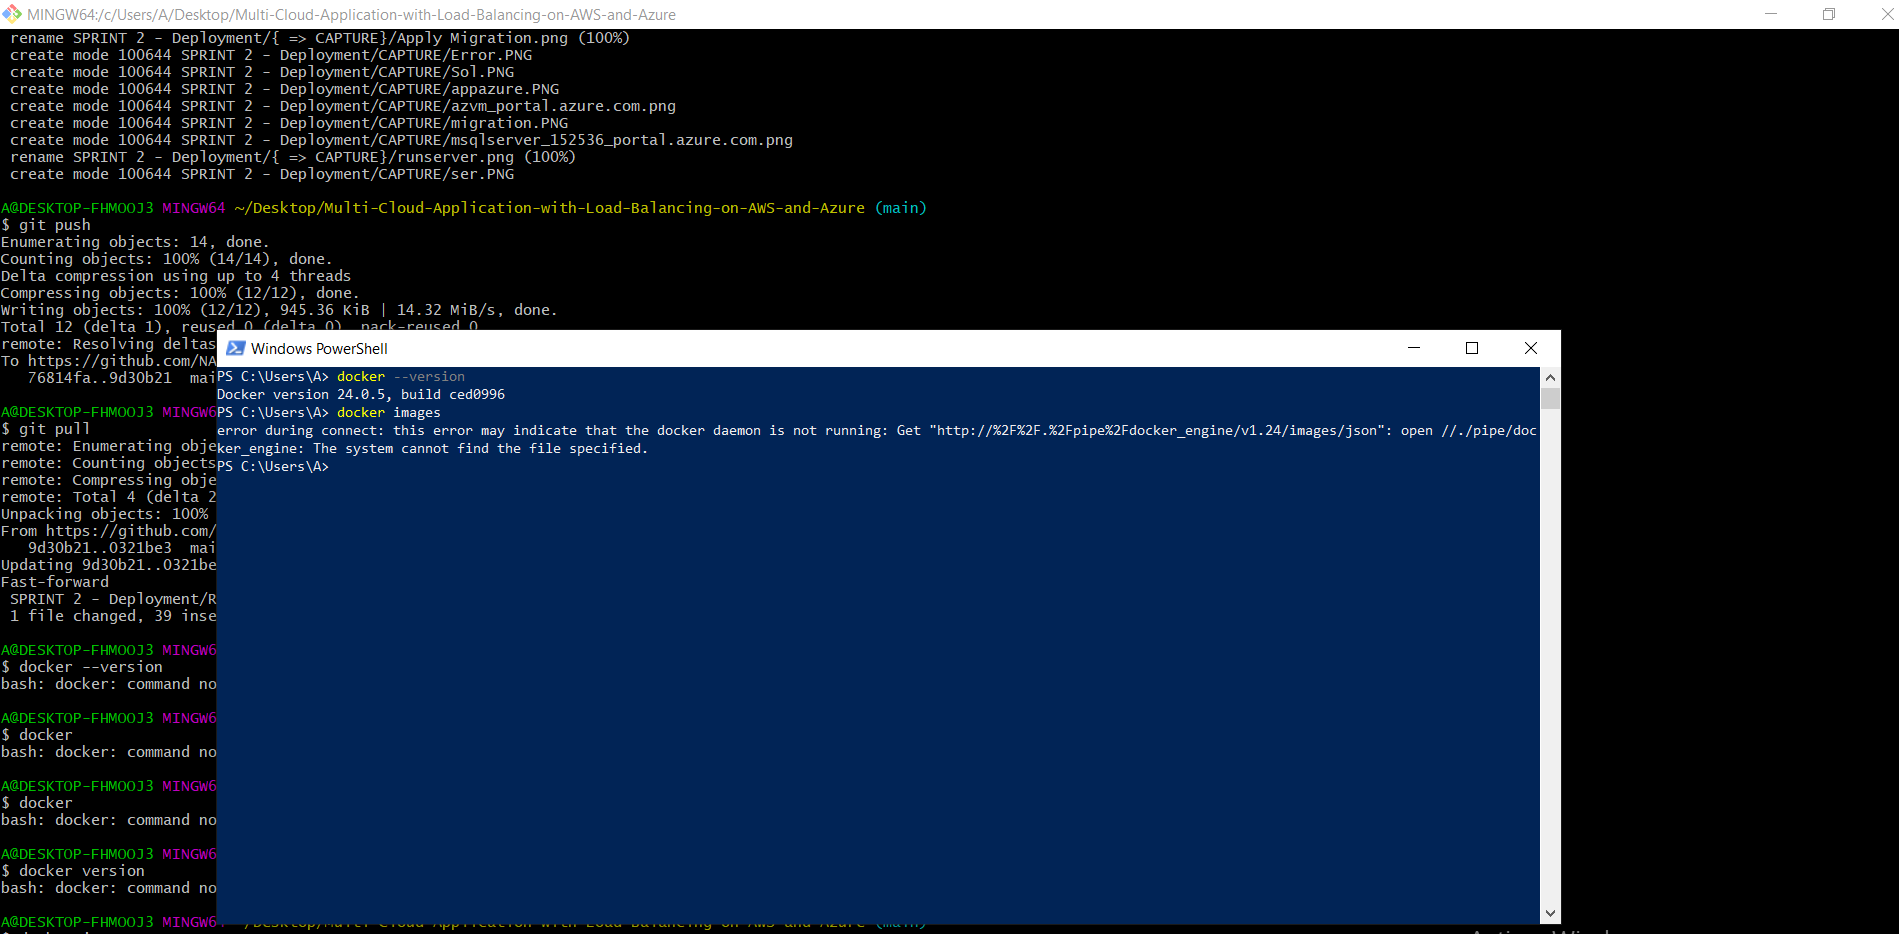 MINGW64:/c/Users/A/Desktop/Multi-Cloud-Application-with-Load-Balancing-on-AWS-and-Azure
rename SPRINT 2 - Deployment/{ => CAPTURE}/Apply Migration.png (100%)
create mode 100644 SPRINT 2 - Deployment/CAPTURE/Error.PNG
create mode 100644 SPRINT 2 - Deployment/CAPTURE/Sol.PNG
create mode 100644 SPRINT 2 - Deployment/CAPTURE/appazure.PNG
create mode 100644 SPRINT 2 - Deployment/CAPTURE/azvm_portal.azure.com.png
create mode 100644 SPRINT 2 - Deployment/CAPTURE/migration.PNG
create mode 100644 SPRINT 2 - Deployment/CAPTURE/msqlserver_152536_portal.azure.com.png
rename SPRINT 2 - Deployment/{ => CAPTURE}/runserver.png (100%)
create mode 100644 SPRINT 2 - Deployment/CAPTURE/ser.PNG
A@DESKTOP-FHMOOJ3 MINGW64 ~/Desktop/Multi-Cloud-Application-with-Load-Balancing-on-AWS-and-Azure (main)
$ git push
Enumerating objects: 14, done.
Counting objects: 100% (14/14), done.
Delta compression using up to 4 threads
Compressing objects: 100% (12/12), done.
Writing objects: 100% (12/12), 945.36 KiB | 14.32 MiB/s, done.
Total 12 (delta 1), reused 0 (delta 0), pack-reused 0
remote: Resolving deltas
To https://github.com/NA
76814fa..9d30b21 mai
A@DESKTOP-FHMOOJ3 MINGW6
$ git pull
remote: Enumerating obje
remote: Counting objects
remote: Compressing obje
remote: Total 4 (delta 2
Unpacking objects: 100%
From https://github.com/
9d30b21..0321be3 mai
Updating 9d30b21..0321be
Fast-forward
SPRINT 2 - Deployment/R
1 file changed, 39 inse
A@DESKTOP-FHMOOJ3 MINGW6
$ docker --version
bash: docker: command no
A@DESKTOP-FHMOOJ3 MINGW6
$ docker
bash: docker: command no
A@DESKTOP-FHMOOJ3 MINGW6
$ docker
bash: docker: command no
A@DESKTOP-FHMOOJ3 MINGW6
$ docker version
bash: docker: command no
A@DESKTOP-FHMOOJ3 MINGW6
Windows PowerShell
PS C:\Users\A> docker --version
Docker version 24.0.5, build ced0996
PS C:\Users\A> docker images
error during connect: this error may indicate that the docker daemon is not running: Get "http://%2F%2F.%2Fpipe%2Fdocker_engine/v1.24/images/json": open //./pipe/doc
ker_engine: The system cannot find the file specified.
PS C:\Users\A>